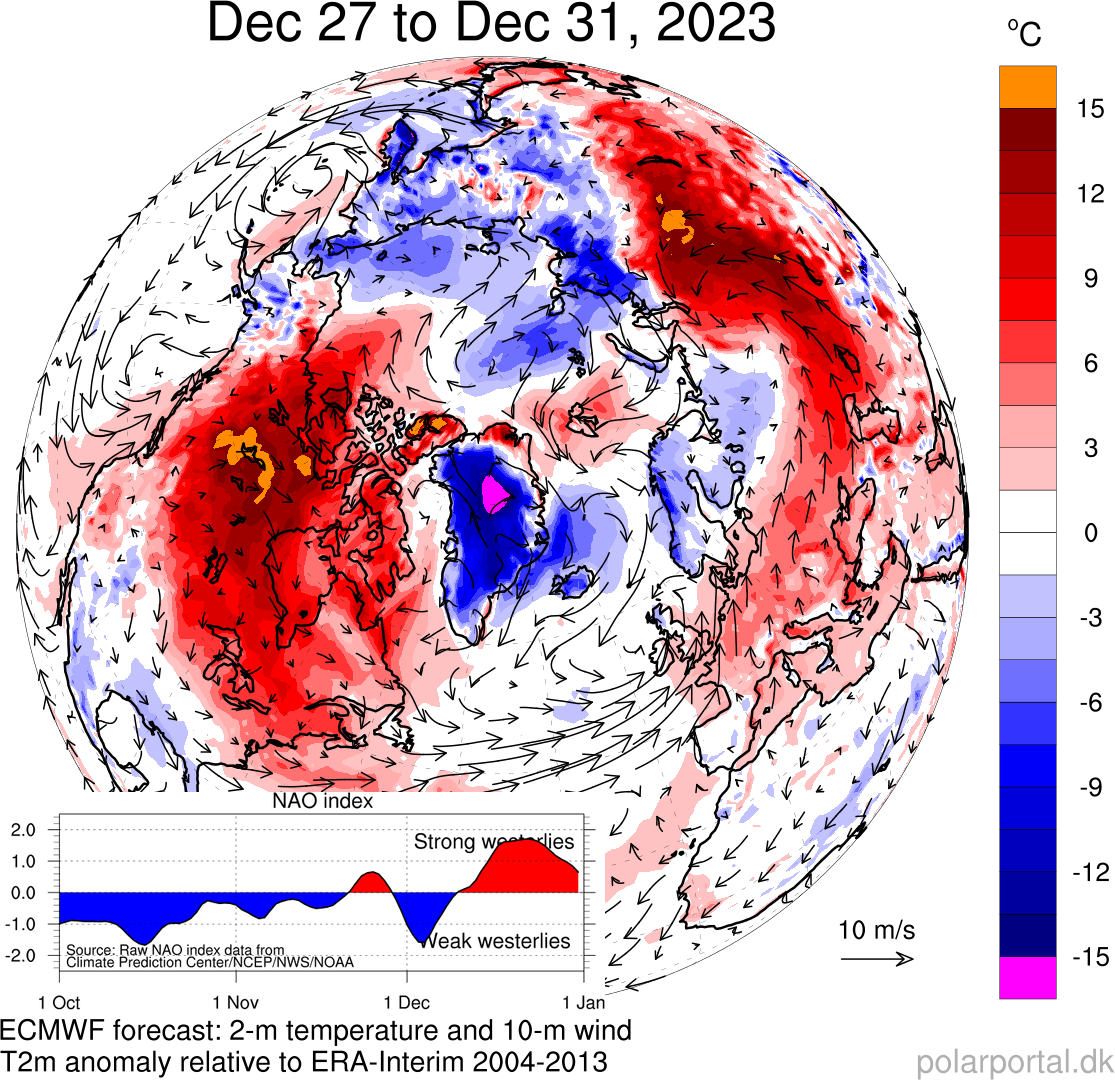 Dec 27 to Dec 31, 2023
°C
15
12
9
6
3
0
-3
-6
-9
-12
-15
10 m/s
NAO index
2.0
1.0
0.0
-1.0
-2.0
Strong westerlies
Weak westerlies
Source: Raw NAO index data from
Climate Prediction Center/NCEP/NWS/NOAA
1 Oct 1 Nov 1 Dec 1 Jan
ECMWF forecast: 2-m temperature and 10-m wind
T2m anomaly relative to ERA-Interim 2004-2013
polarportal.dk